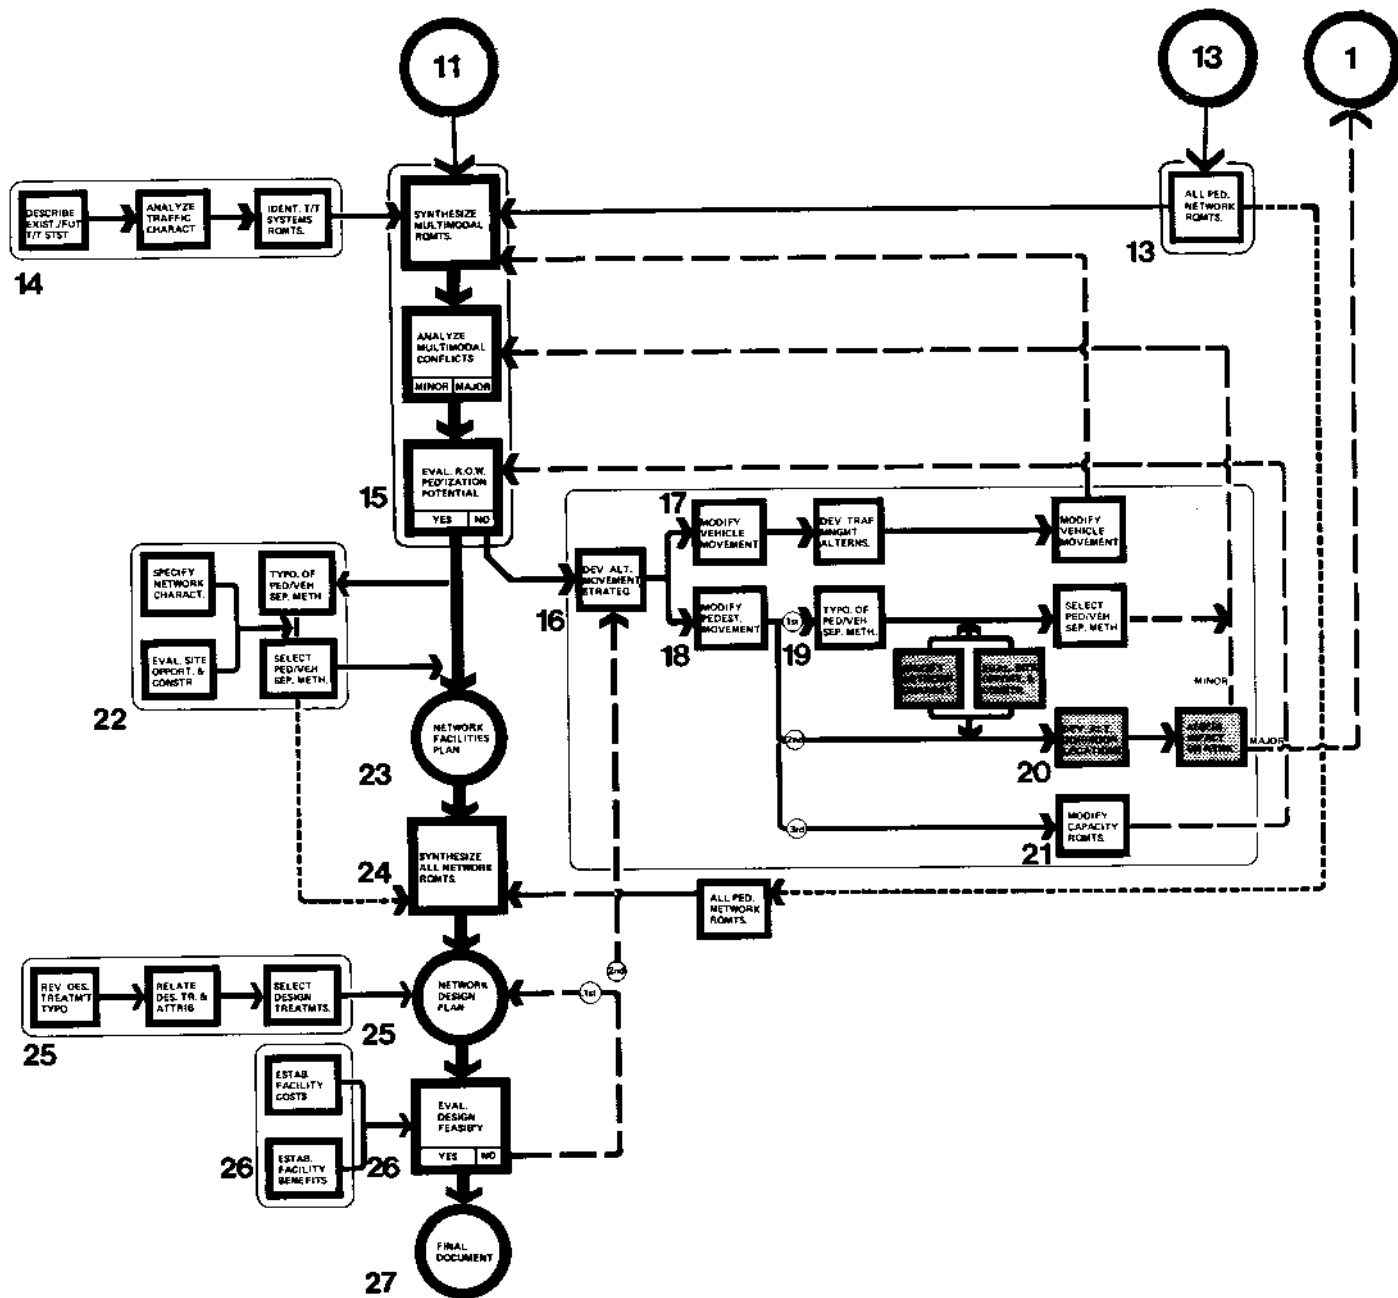 11
13
1
DESCRIBE
EXIST./FUT
T/T STST
ANALYZE
TRAFFIC
CHARACT
IDENT. T/T
SYSTEMS
RQMTS.
14
SYNTHESIZE
MULTIMODAL
RQMTS.
ALL PED.
NETWORK
RQMTS.
13
ANALYZE
MULTIMODAL
CONFLICTS
MINOR MAJOR
EVAL. R.O.W.
PED'IZATION
POTENTIAL
YES NO
15
DEV. ALT.
MOVEMENT
STRATEG
16
17
MODIFY
VEHICLE
MOVEMENT
DEV TRAF
MNGMT
ALTERNS.
MODIFY
VEHICLE
MOVEMENT
MODIFY
PEDEST.
MOVEMENT
18
1st
TYPO. OF
PED/VEH
SEP. METH.
19
SELECT
PED/VEH
SEP. METH
MINOR
2nd
DEV. ALT.
LOCATIONS
20
MAJOR
3rd
MODIFY
CAPACITY
RQMTS.
21
SPECIFY
NETWORK
CHARACT.
TYPO. OF
PED/VEH
SEP. METH
EVAL. SITE
OPPORT. &
CONSTR
SELECT
PED/VEH
SEP. METH.
22
NETWORK
FACILITIES
PLAN
23
SYNTHESIZE
ALL NETWORK
RQMTS.
24
ALL PED.
NETWORK
RQMTS.
REV. DES.
TREATM'T
TYPO
RELATE
DES. TR. &
ATTRIB
SELECT
DESIGN
TREATMTS.
25
NETWORK
DESIGN
PLAN
25
1st
2nd
ESTAB.
FACILITY
COSTS
ESTAB.
FACILITY
BENEFITS
26
26
EVAL.
DESIGN
FEASIB'Y
YES NO
FINAL
DOCUMENT
27